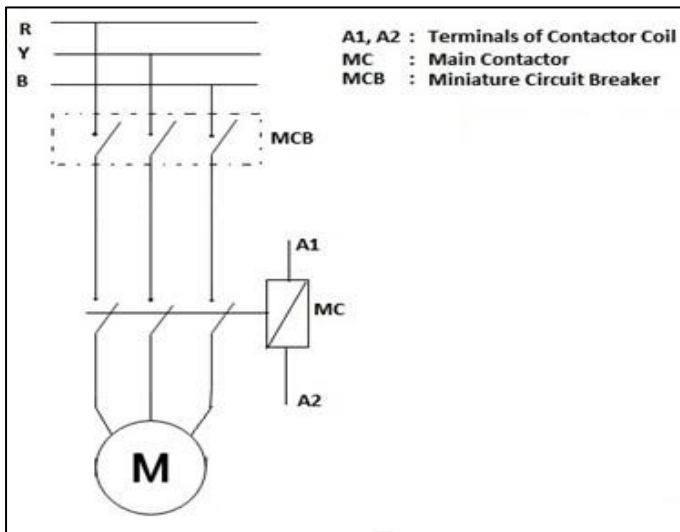 R
Y
B
A1, A2 : Terminals of Contactor Coil
MC : Main Contactor
MCB : Miniature Circuit Breaker
MCB
A1
MC
A2
M